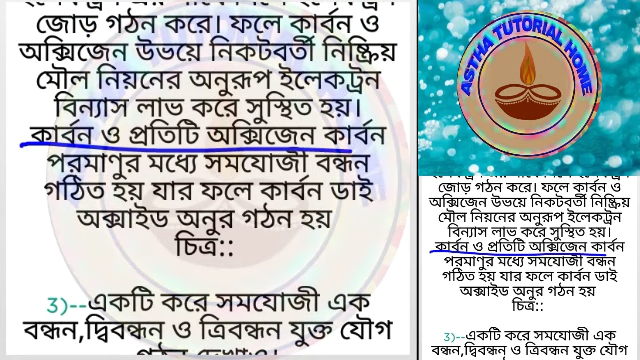 জোড় গঠন করে। ফলে কার্বন ও
অক্সিজেন উভয়ে নিকটবর্তী নিষ্ক্রিয়
মৌল নিয়নের অনুরূপ ইলেকট্রন
বিন্যাস লাভ করে সুস্থিত হয়।
কার্বন ও প্রতিটি অক্সিজেন কার্বন
পরমাণুর মধ্যে সমযোজী বন্ধন
গঠিত হয় যার ফলে কার্বন ডাই
অক্সাইড অনুর গঠন হয়
চিত্র::
3)--একটি করে সমযোজী এক
বন্ধন,দ্বিবন্ধন ও ত্রিবন্ধন যুক্ত যৌগ
ASTHA TUTORIAL HOME
জোড় গঠন করে। ফলে কার্বন ও
অক্সিজেন উভয়ে নিকটবর্তী নিষ্ক্রিয়
মৌল নিয়নের অনুরূপ ইলেকট্রন
বিন্যাস লাভ করে সুস্থিত হয়।
কার্বন ও প্রতিটি অক্সিজেন কার্বন
পরমাণুর মধ্যে সমযোজী বন্ধন
গঠিত হয় যার ফলে কার্বন ডাই
অক্সাইড অনুর গঠন হয়
চিত্র::
3)--একটি করে সমযোজী এক
বন্ধন,দ্বিবন্ধন ও ত্রিবন্ধন যুক্ত যৌগ